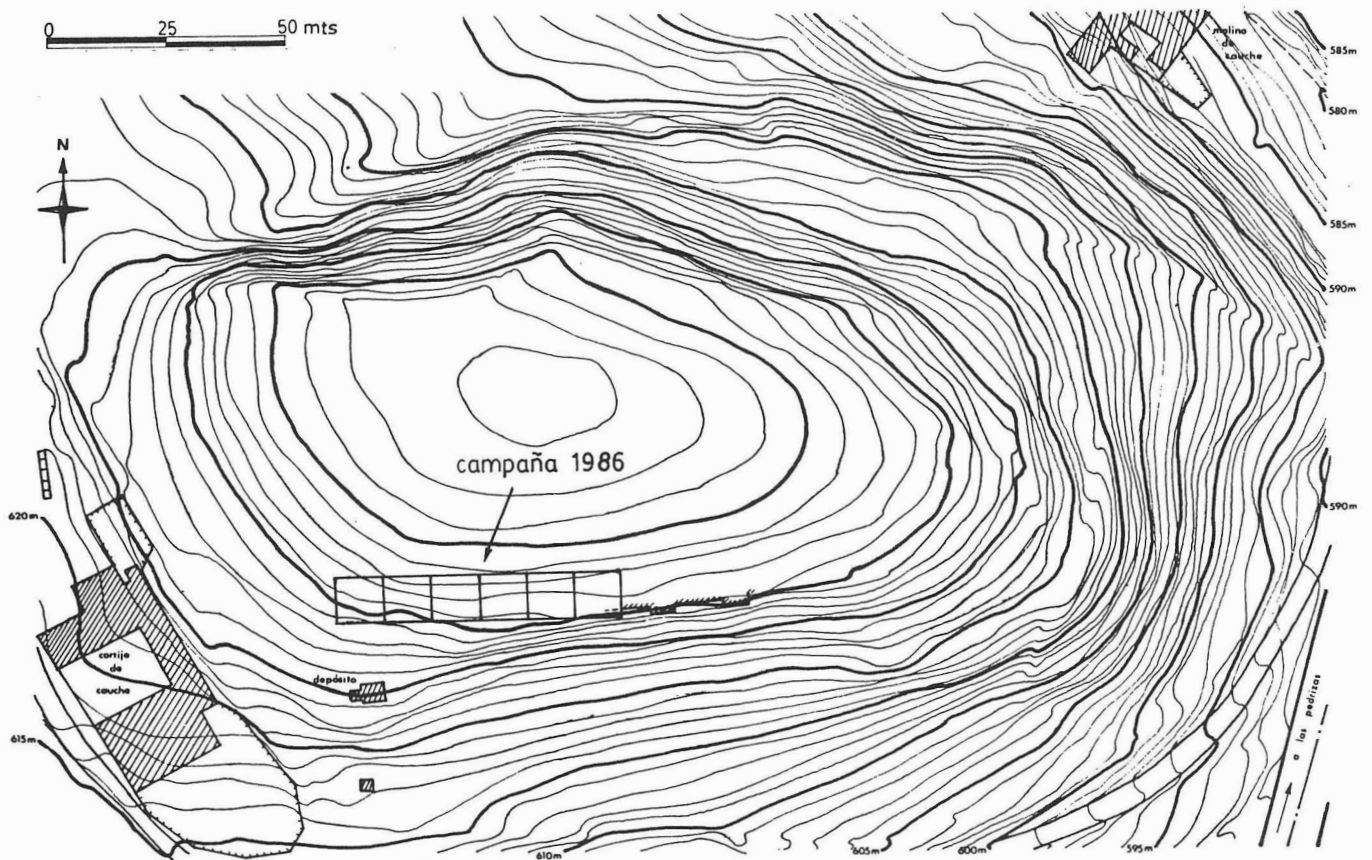 0 25 50 mts
molino
de
cauche
585m
580m
N
585m
590m
campaña 1986
590m
620m
cortijo
de
cauche
depósito
615m
a las pedrizas
610m
605m
600m
595m